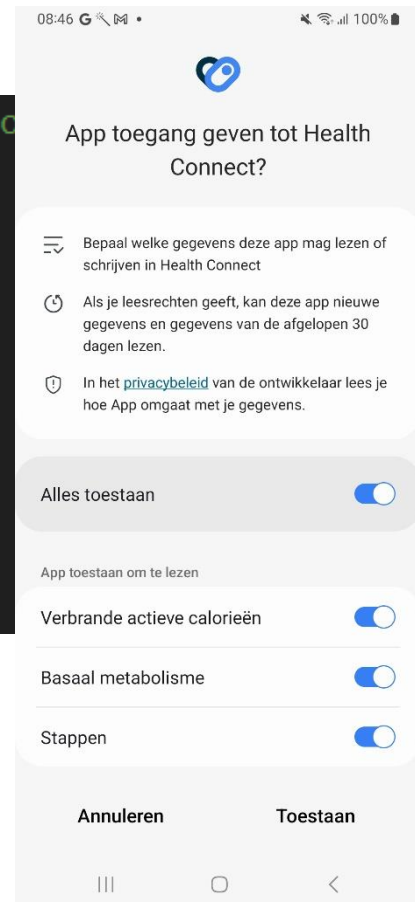 08:46 G
100%
App toegang geven tot Health
Connect?
Bepaal welke gegevens deze app mag lezen of
schrijven in Health Connect
Als je leesrechten geeft, kan deze app nieuwe
gegevens en gegevens van de afgelopen 30
dagen lezen.
In het privacybeleid van de ontwikkelaar lees je
hoe App omgaat met je gegevens.
Alles toestaan
App toestaan om te lezen
Verbrande actieve calorieën
Basaal metabolisme
Stappen
Annuleren Toestaan